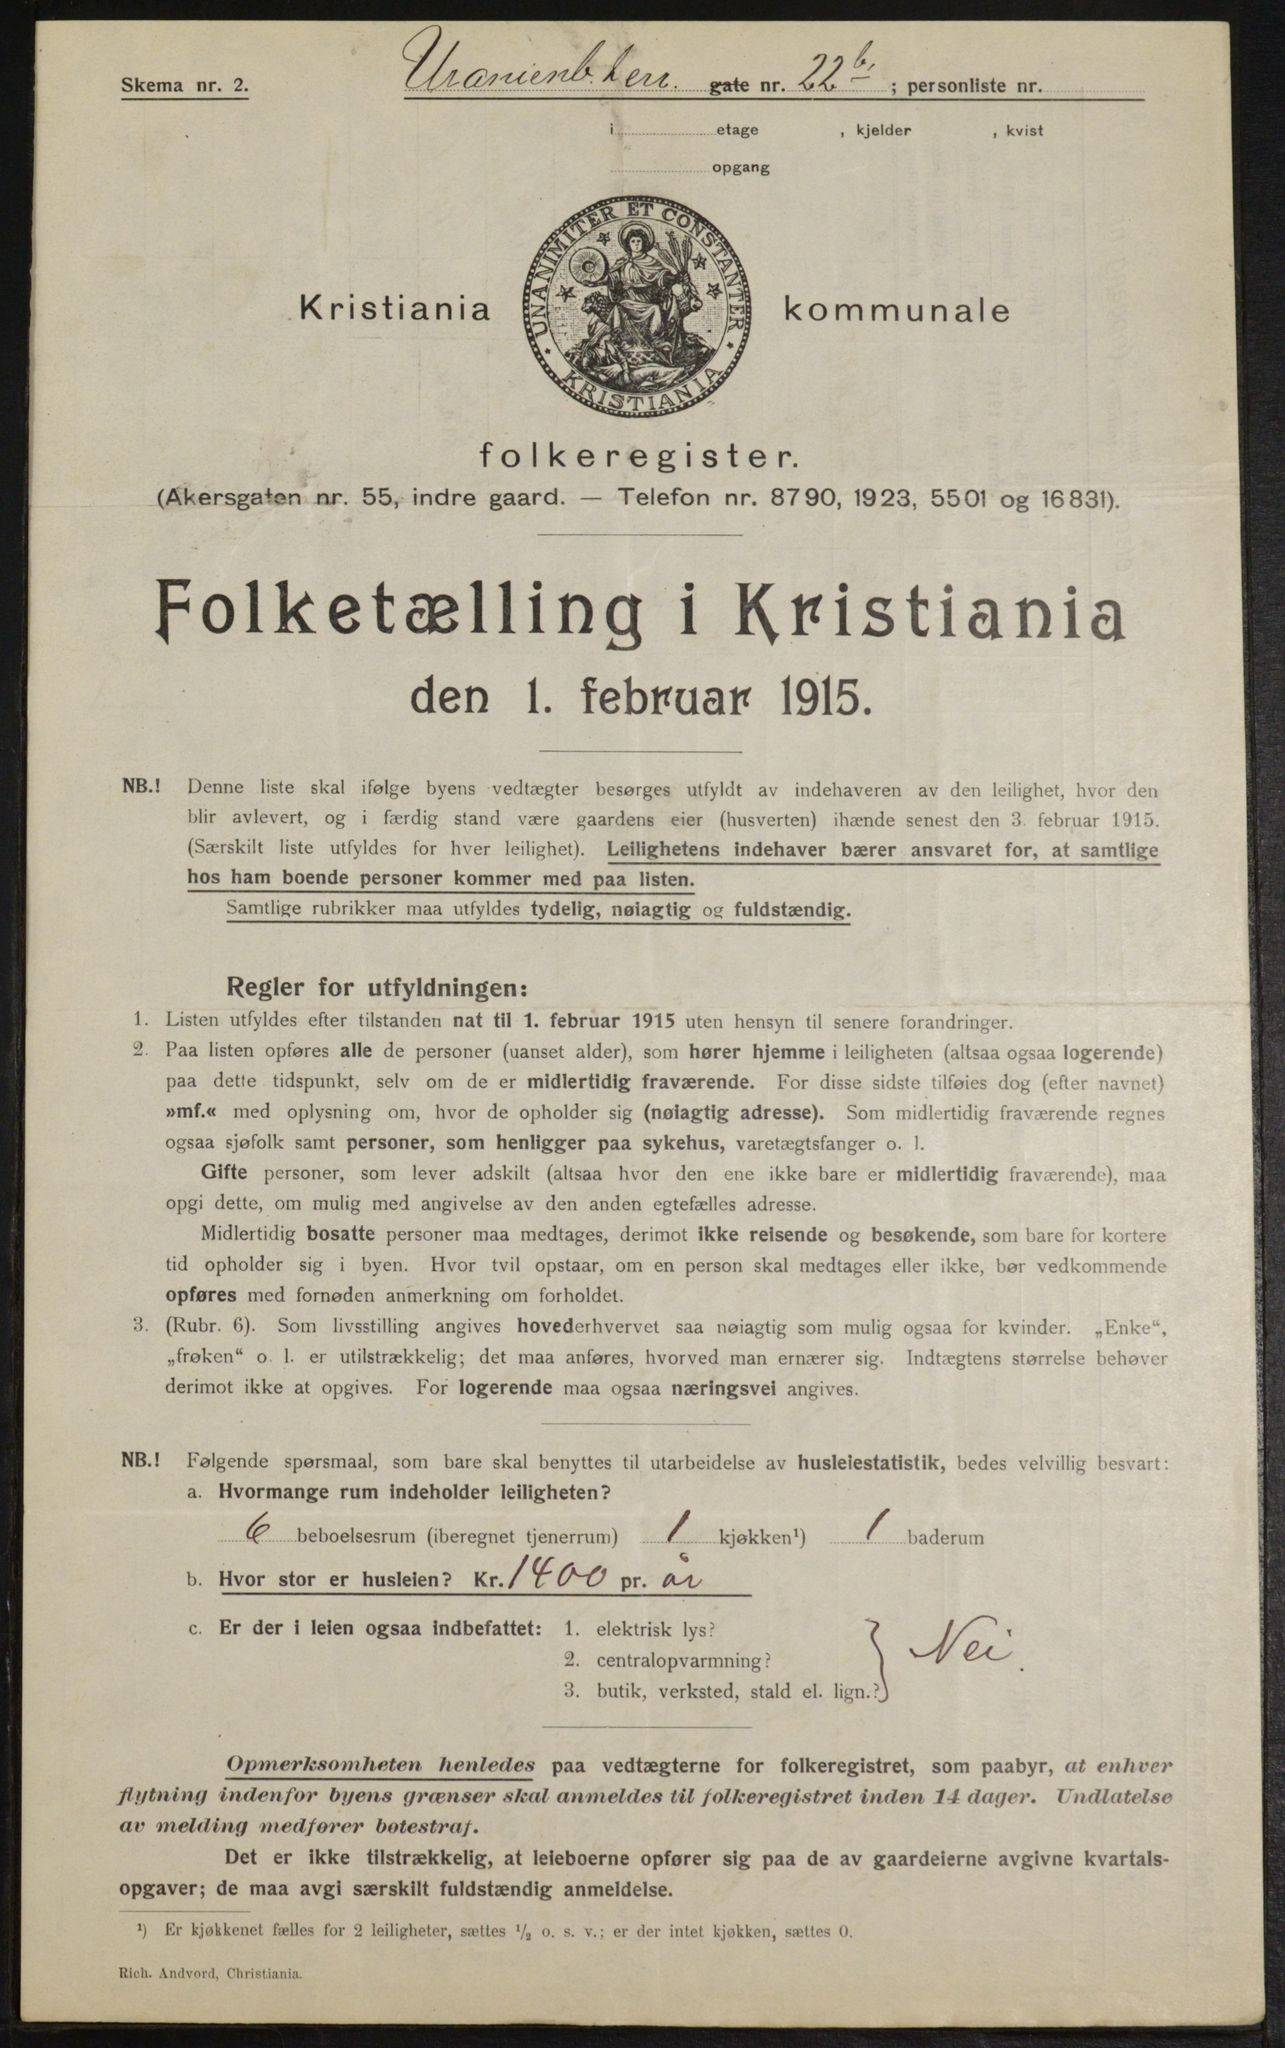 Skema nr. 2. Uranienb.terr. gate nr. 22b; personliste nr.
i etage , kjelder , kvist
opgang
UNANIMITER ET CONSTANTER
KRISTIANIA
Kristiania kommunale
folkeregister.
(Akersgaten nr. 55, indre gaard. — Telefon nr. 8790, 1923, 5501 og 16831).
Folketælling i Kristiania
den 1. februar 1915.
NB.! Denne liste skal ifølge byens vedtægter besørges utfyldt av indehaveren av den leilighet, hvor den
blir avlevert, og i færdig stand være gaardens eier (husverten) ihænde senest den 3. februar 1915.
(Særskilt liste utfyldes for hver leilighet). Leilighetens indehaver bærer ansvaret for, at samtlige
hos ham boende personer kommer med paa listen.
Samtlige rubrikker maa utfyldes tydelig, nøiagtig og fuldstændig.
Regler for utfyldningen:
1. Listen utfyldes efter tilstanden nat til 1. februar 1915 uten hensyn til senere forandringer.
2. Paa listen opføres alle de personer (uanset alder), som hører hjemme i leiligheten (altsaa ogsaa logerende)
paa dette tidspunkt, selv om de er midlertidig fraværende. For disse sidste tilføies dog (efter navnet)
»mf.« med oplysning om, hvor de opholder sig (nøiagtig adresse). Som midlertidig fraværende regnes
ogsaa sjøfolk samt personer, som henligger paa sykehus, varetægtsfanger o. l.
Gifte personer, som lever adskilt (altsaa hvor den ene ikke bare er midlertidig fraværende), maa
opgi dette, om mulig med angivelse av den anden egtefælles adresse.
Midlertidig bosatte personer maa medtages, derimot ikke reisende og besøkende, som bare for kortere
tid opholder sig i byen. Hvor tvil opstaar, om en person skal medtages eller ikke, bør vedkommende
opføres med fornøden anmerkning om forholdet.
3. (Rubr. 6). Som livsstilling angives hovederhvervet saa nøiagtig som mulig ogsaa for kvinder. „Enke“,
„frøken“ o. l. er utilstrækkelig; det maa anføres, hvorved man ernærer sig. Indtægtens størrelse behøver
derimot ikke at opgives. For logerende maa ogsaa næringsvei angives.
NB.! Følgende spørsmaal, som bare skal benyttes til utarbeidelse av husleiestatistik, bedes velvillig besvart:
a. Hvormange rum indeholder leiligheten?
6 beboelsesrum (iberegnet tjenerrum) 1 kjøkken¹) 1 baderum
b. Hvor stor er husleien? Kr. 1400 pr. år
c. Er der i leien ogsaa indbefattet: 1. elektrisk lys?
2. centralopvarmning? Nei.
3. butik, verksted, stald el. lign.?
Opmerksomheten henledes paa vedtægterne for folkeregistret, som paabyr, at enhver
flytning indenfor byens grænser skal anmeldes til folkeregistret inden 14 dager. Undlatelse
av melding medfører bøtestraf.
Det er ikke tilstrækkelig, at leieboerne opfører sig paa de av gaardeierne avgivne kvartals-
opgaver; de maa avgi særskilt fuldstændig anmeldelse.
¹) Er kjøkkenet fælles for 2 leiligheter, sættes ½ o. s. v.; er der intet kjøkken, sættes 0.
Rich. Andvord, Christiania.